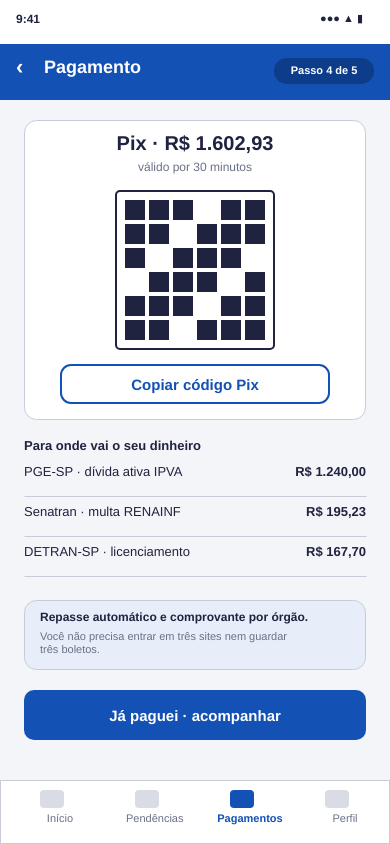 9:41
‹ Pagamento
Passo 4 de 5
Pix · R$ 1.602,93
válido por 30 minutos
Copiar código Pix
Para onde vai o seu dinheiro
PGE-SP · dívida ativa IPVA R$ 1.240,00
Senatran · multa RENAINF R$ 195,23
DETRAN-SP · licenciamento R$ 167,70
Repasse automático e comprovante por órgão.
Você não precisa entrar em três sites nem guardar
três boletos.
Já paguei · acompanhar
Início Pendências Pagamentos Perfil